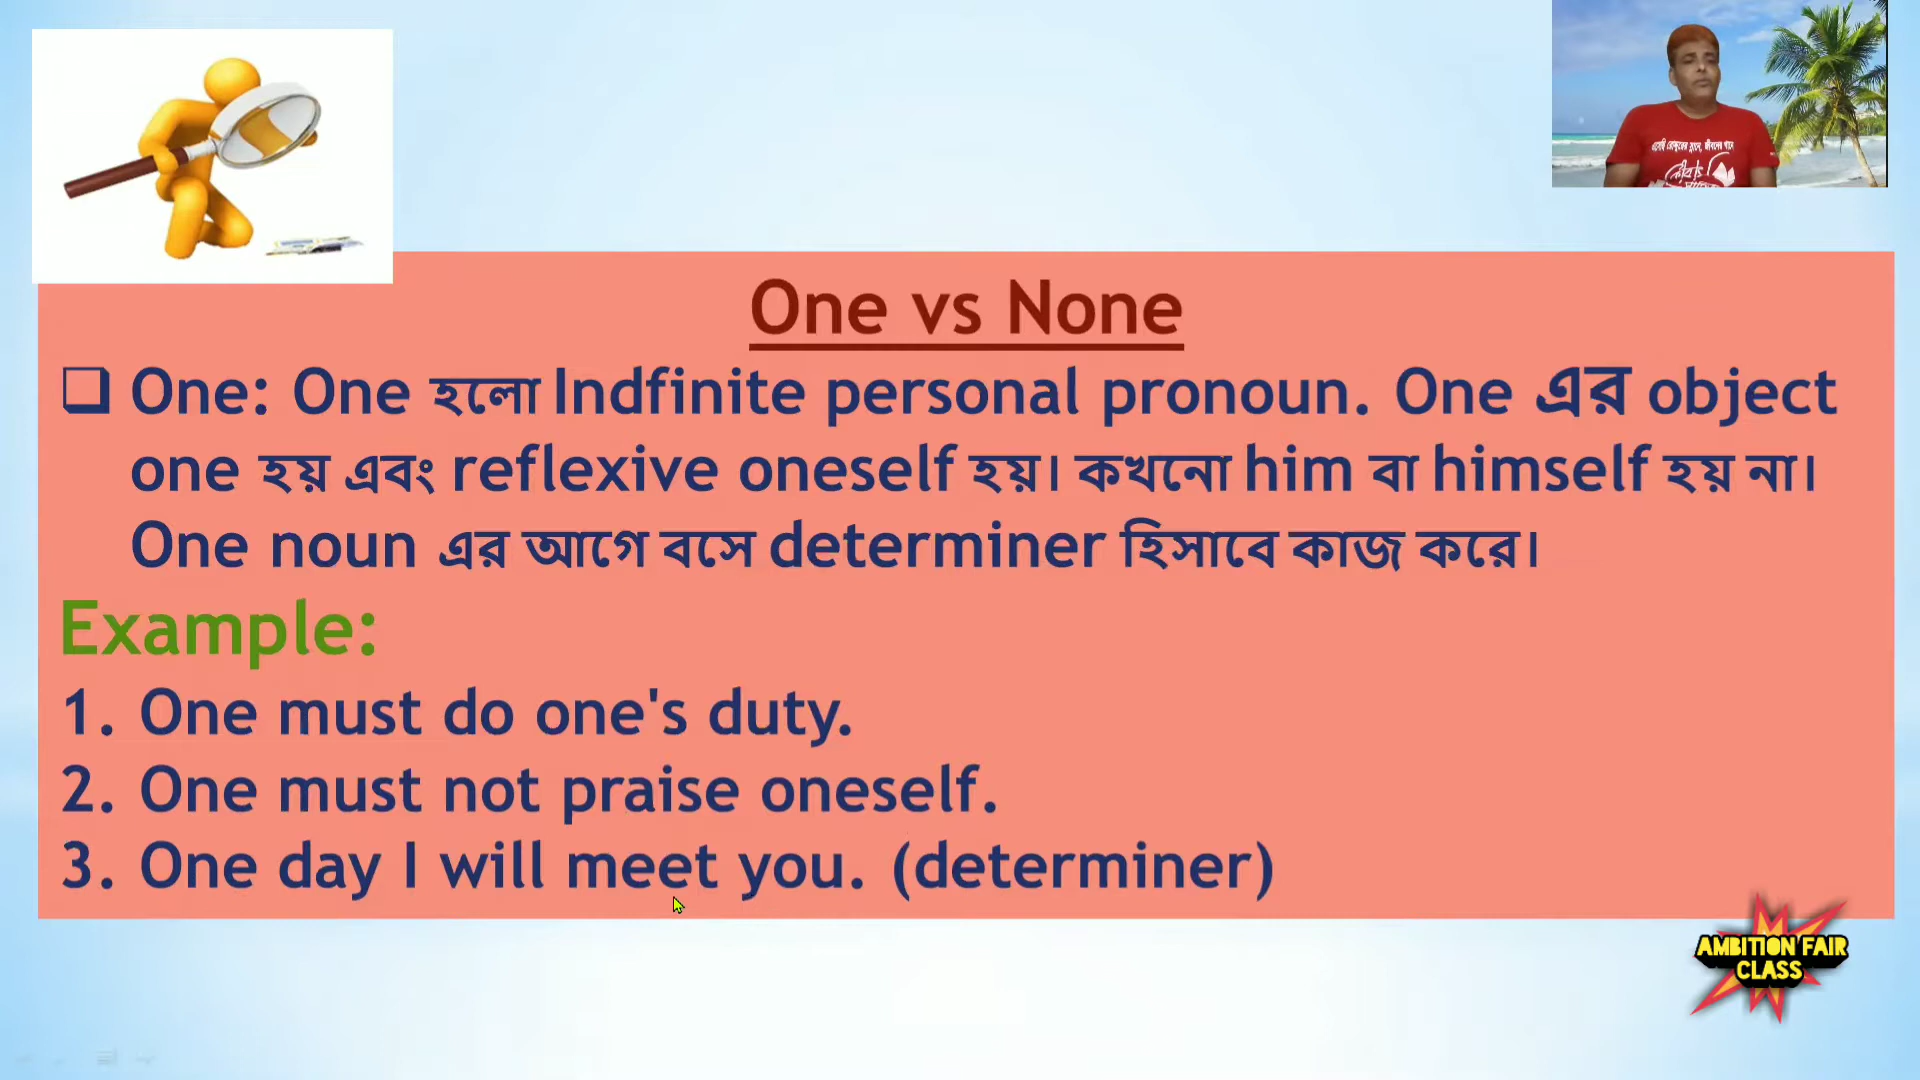 One vs None
❑ One: One হলো Indfinite personal pronoun. One এর object
one হয় এবং reflexive oneself হয়। কখনো him বা himself হয় না।
One noun এর আগে বসে determiner হিসাবে কাজ করে।
Example:
1. One must do one's duty.
2. One must not praise oneself.
3. One day I will meet you. (determiner)
AMBITION FAIR
CLASS